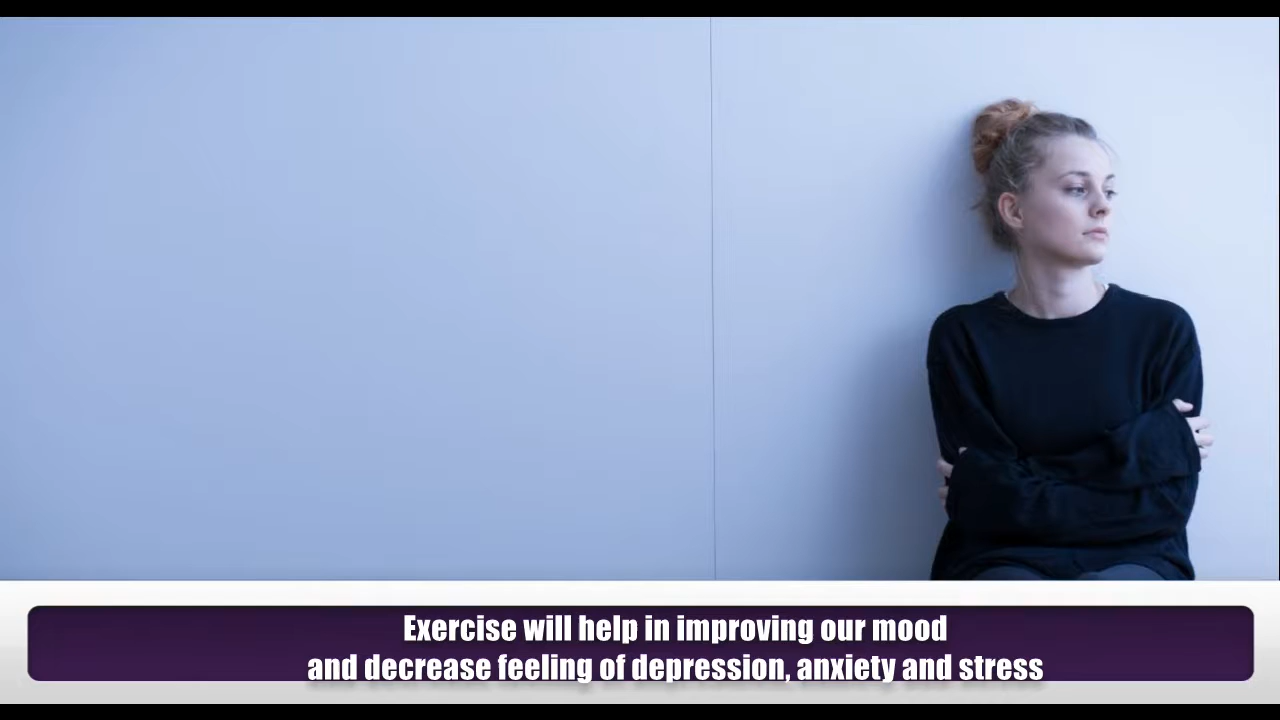 Exercise will help in improving our mood
and decrease feeling of depression, anxiety and stress